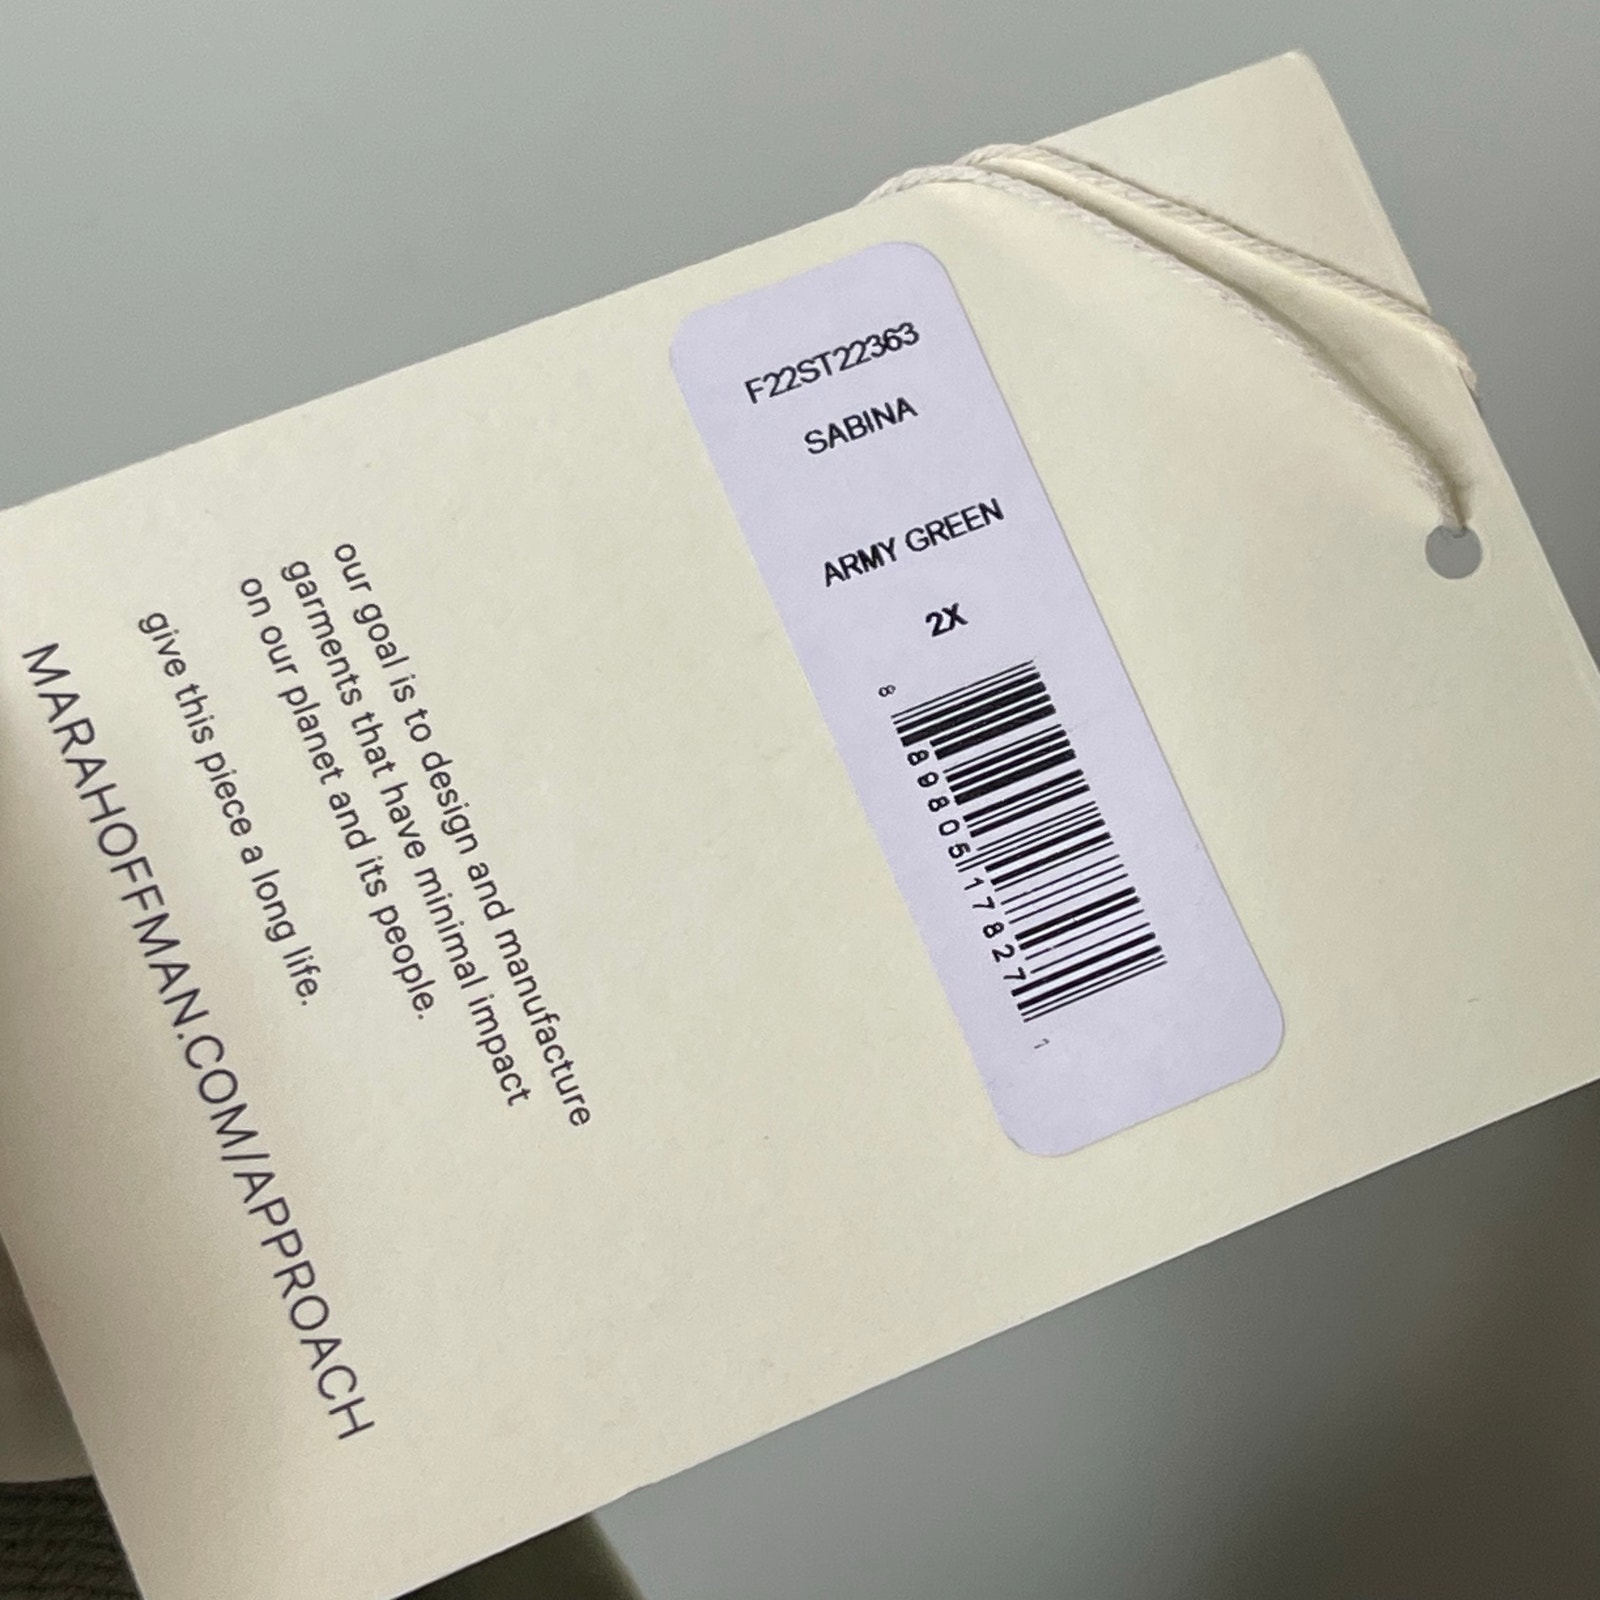 F22ST22363
SABINA
ARMY GREEN
2X
8 89805 17827 1
our goal is to design and manufacture
garments that have minimal impact
on our planet and its people.
give this piece a long life.
MARAHOFFMAN.COM/APPROACH